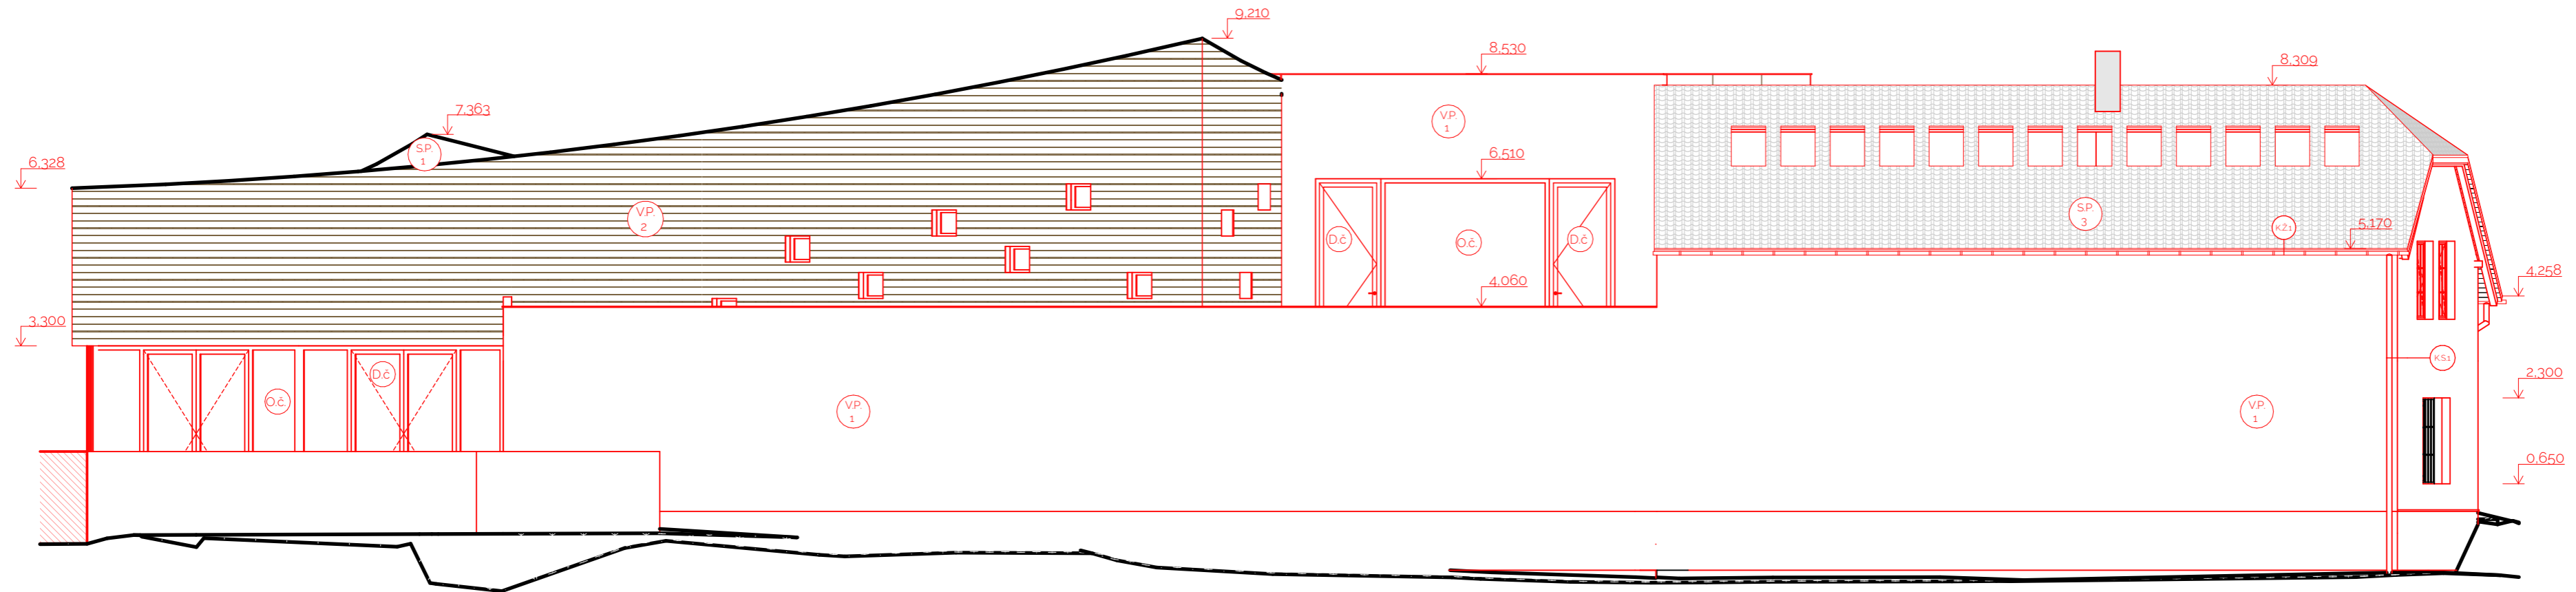 9,210
8,530
8,309
7,363
V.P.
1
S.P.
1
6,328
6,510
V.P.
2
S.P.
3
5,170
KŽ1
D.č
O.č.
D.č
4,258
4,060
3,300
KS1
D.č
2,300
O.č.
V.P.
1
V.P.
1
0,650